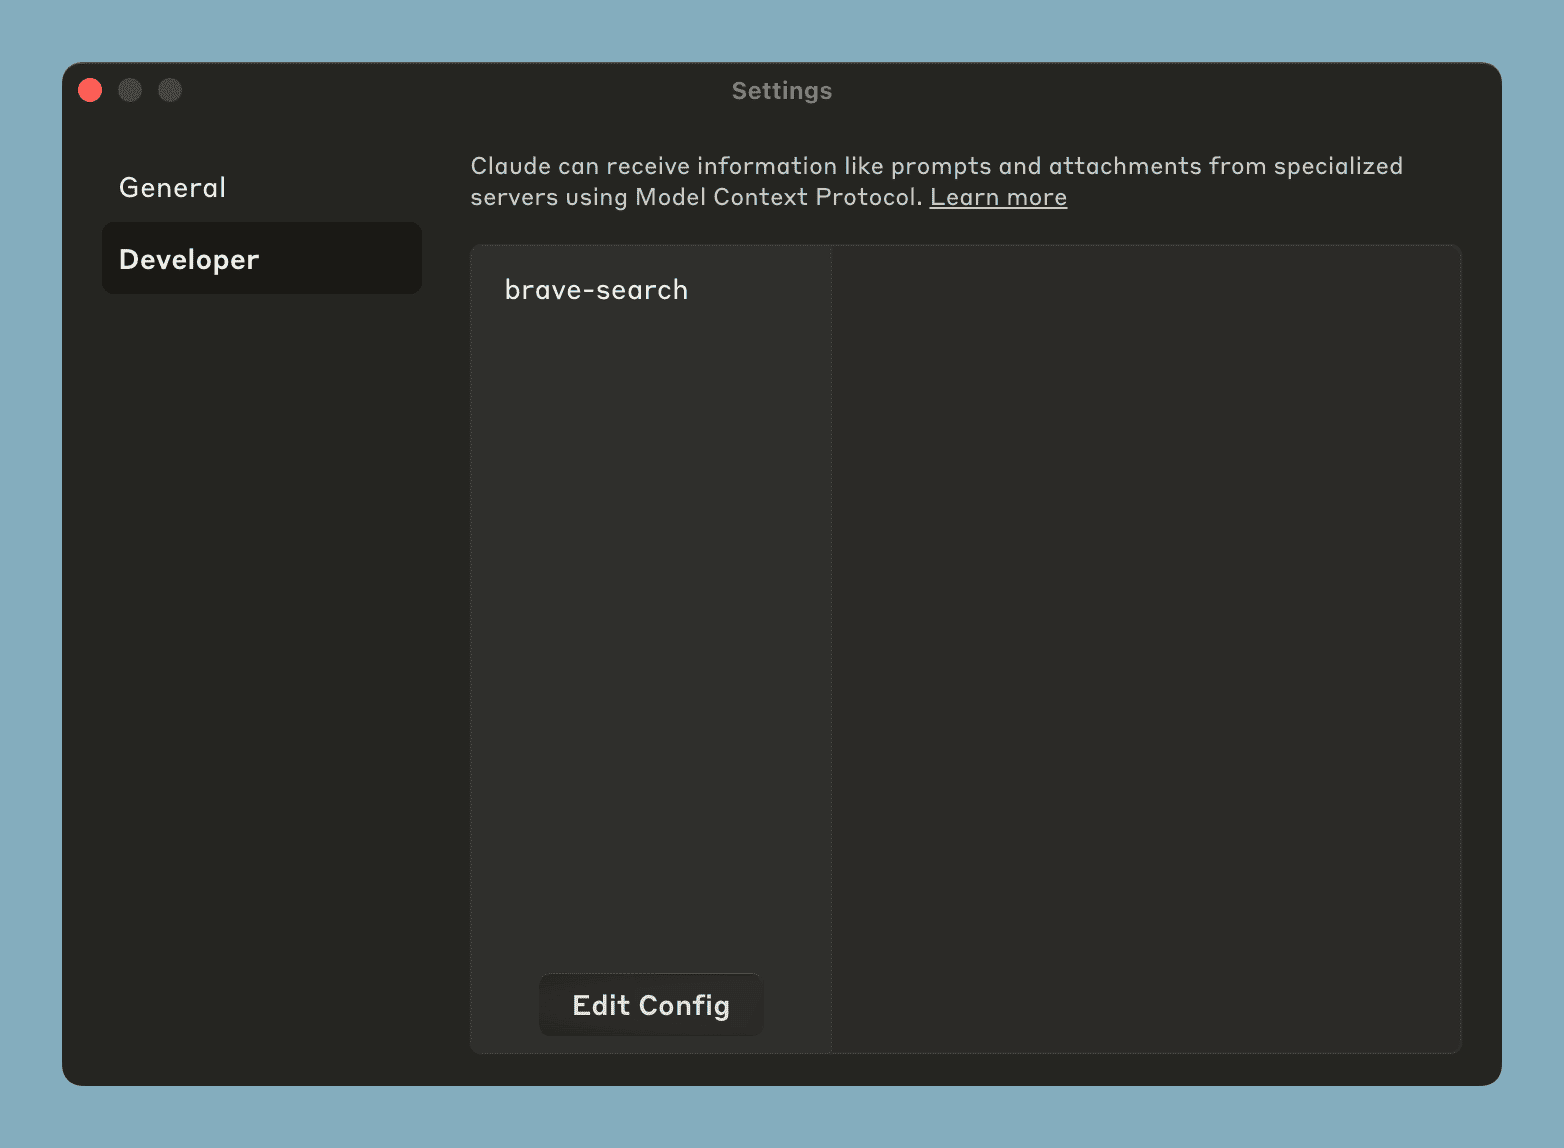 Settings
General
Developer
Claude can receive information like prompts and attachments from specialized
servers using Model Context Protocol. Learn more
brave-search
Edit Config